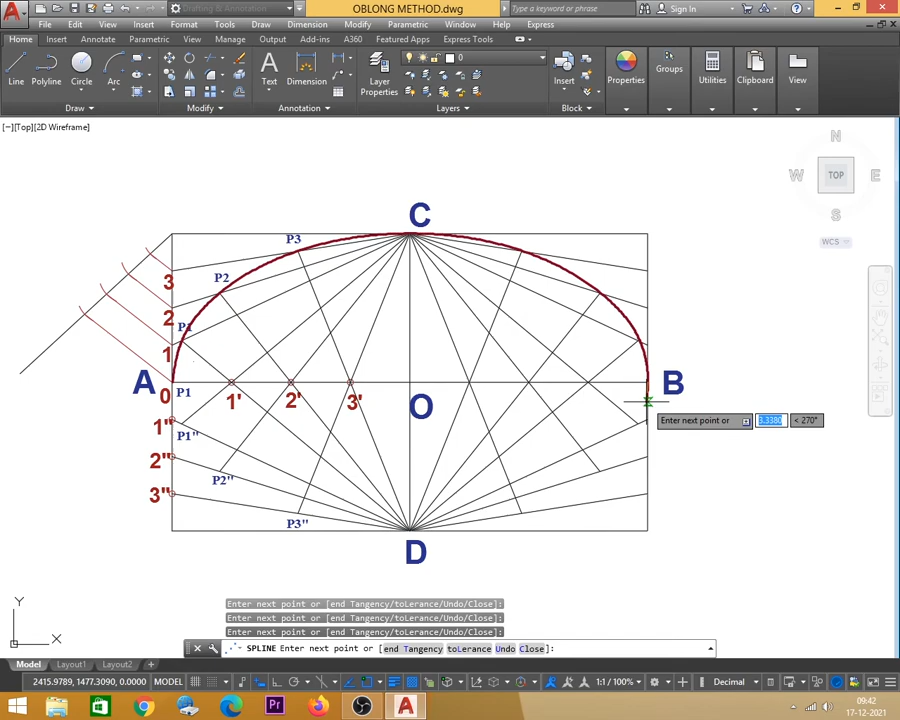 A
Drafting & Annotation
OBLONG METHOD.dwg
Type a keyword or phrase
Sign In
File Edit View Insert Format Tools Draw Dimension Modify Parametric Window Help Express
Home Insert Annotate Parametric View Manage Output Add-ins A360 Featured Apps Express Tools
Line Polyline Circle Arc
Text Dimension
Layer Properties
0
Insert
Properties Groups Utilities Clipboard View
Draw Modify Annotation Layers Block
[−][Top][2D Wireframe]
N
W TOP E
S
WCS
C
P3
3
P2
2
P1
1
A B
0 P1
1' 2' 3' O
1"
P1"
2"
P2"
3"
P3"
D
Enter next point or 3.3380 < 270°
Y
X
Enter next point or [end Tangency/toLerance/Undo/Close]:
Enter next point or [end Tangency/toLerance/Undo/Close]:
Enter next point or [end Tangency/toLerance/Undo/Close]:
SPLINE Enter next point or [end Tangency toLerance Undo Close]:
Model Layout1 Layout2 +
2415.9789, 1477.3090, 0.0000 MODEL 1:1 / 100% Decimal
Pr
A
09:42
17-12-2021